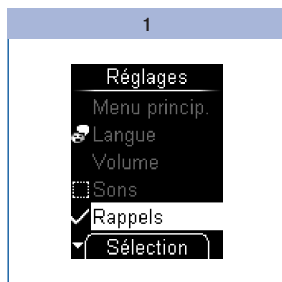 1
Réglages
Menu princip.
Langue
Volume
Sons
Rappels
Sélection